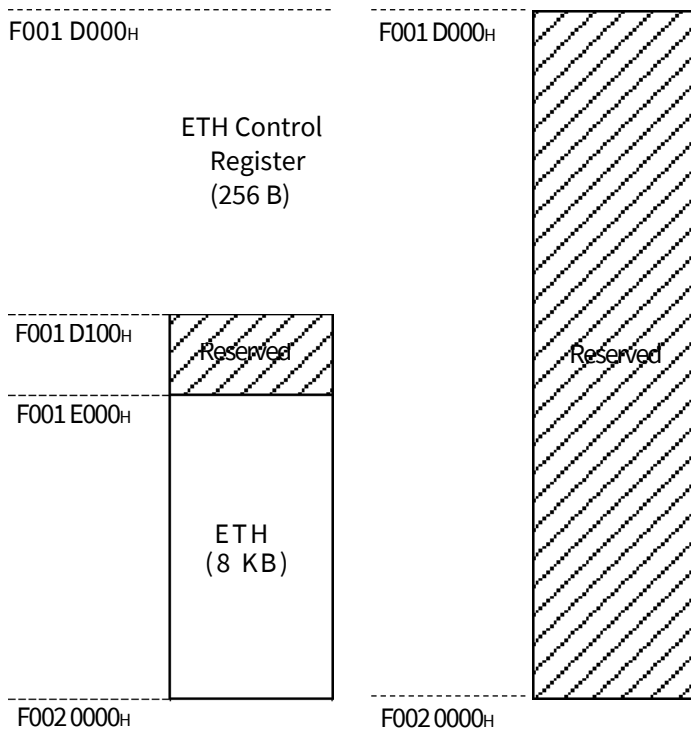 F001 D000H
ETH Control
Register
(256 B)
F001 D100H
Reserved
F001 E000H
ETH
(8 KB)
F002 0000H
F001 D000H
Reserved
F002 0000H